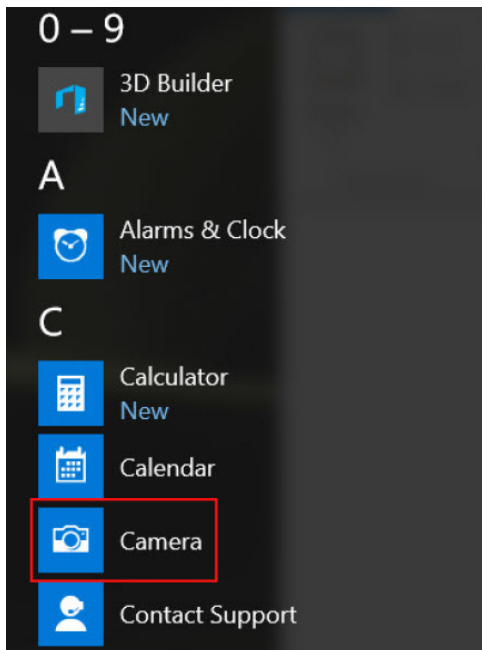 0 – 9
3D Builder
New
A
Alarms & Clock
New
C
Calculator
New
Calendar
Camera
Contact Support